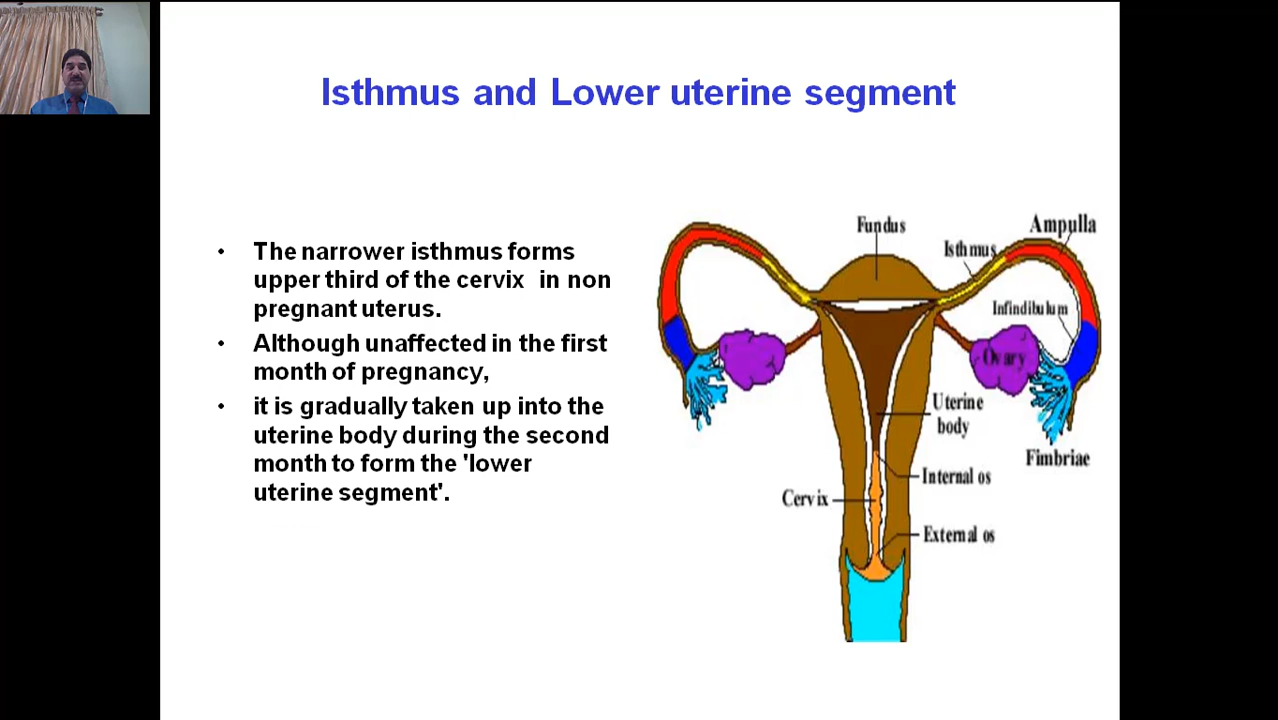 Isthmus and Lower uterine segment
• The narrower isthmus forms
upper third of the cervix in non
pregnant uterus.
• Although unaffected in the first
month of pregnancy,
• it is gradually taken up into the
uterine body during the second
month to form the 'lower
uterine segment'.
Fundus
Ampulla
Isthmus
Infindibulum
Ovary
Uterine
body
Fimbriae
Internal os
Cervix
External os